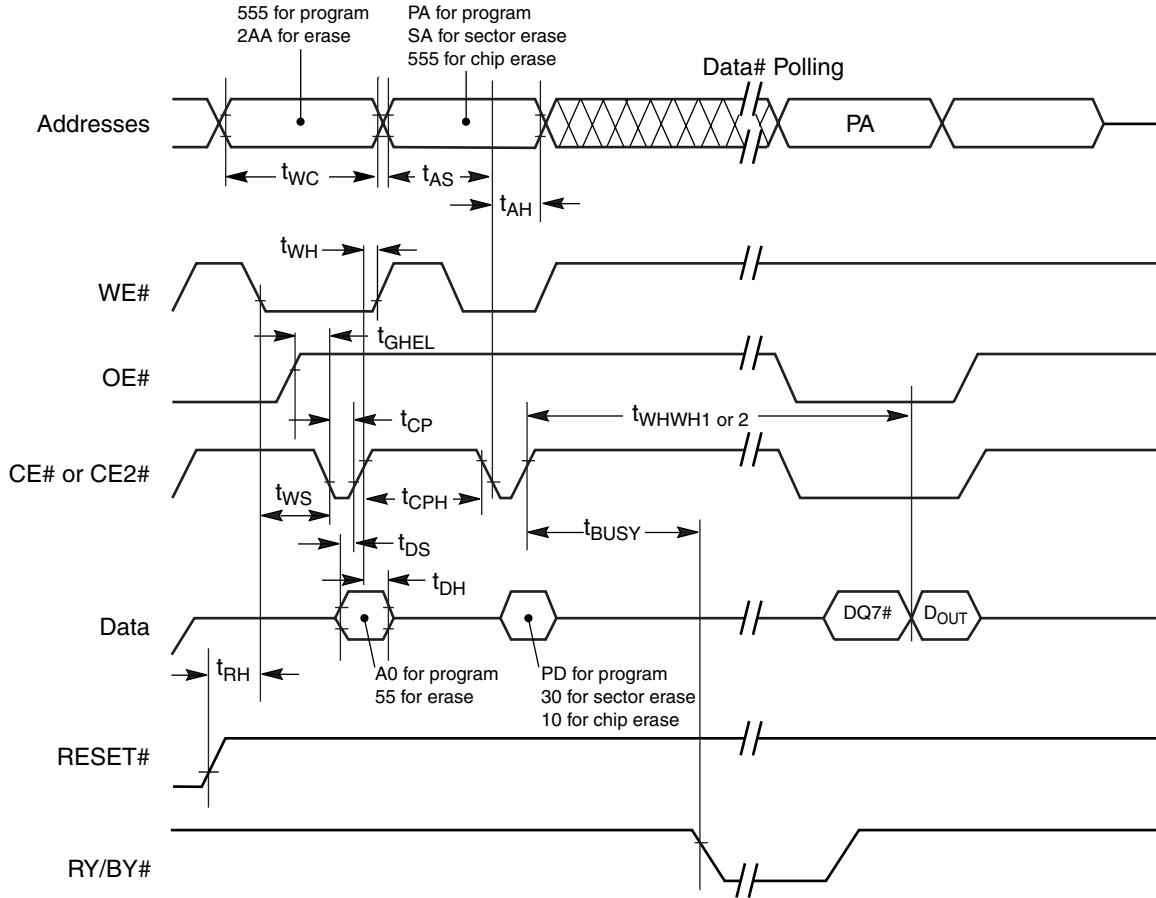 555 for program
2AA for erase
PA for program
SA for sector erase
555 for chip erase
Data# Polling
Addresses
PA
tWC
tAS
tAH
tWH
WE#
tGHEL
OE#
tCP
tWHWH1 or 2
CE# or CE2#
tWS
tCPH
tBUSY
tDS
tDH
Data
DQ7#
DOUT
tRH
A0 for program
55 for erase
PD for program
30 for sector erase
10 for chip erase
RESET#
RY/BY#